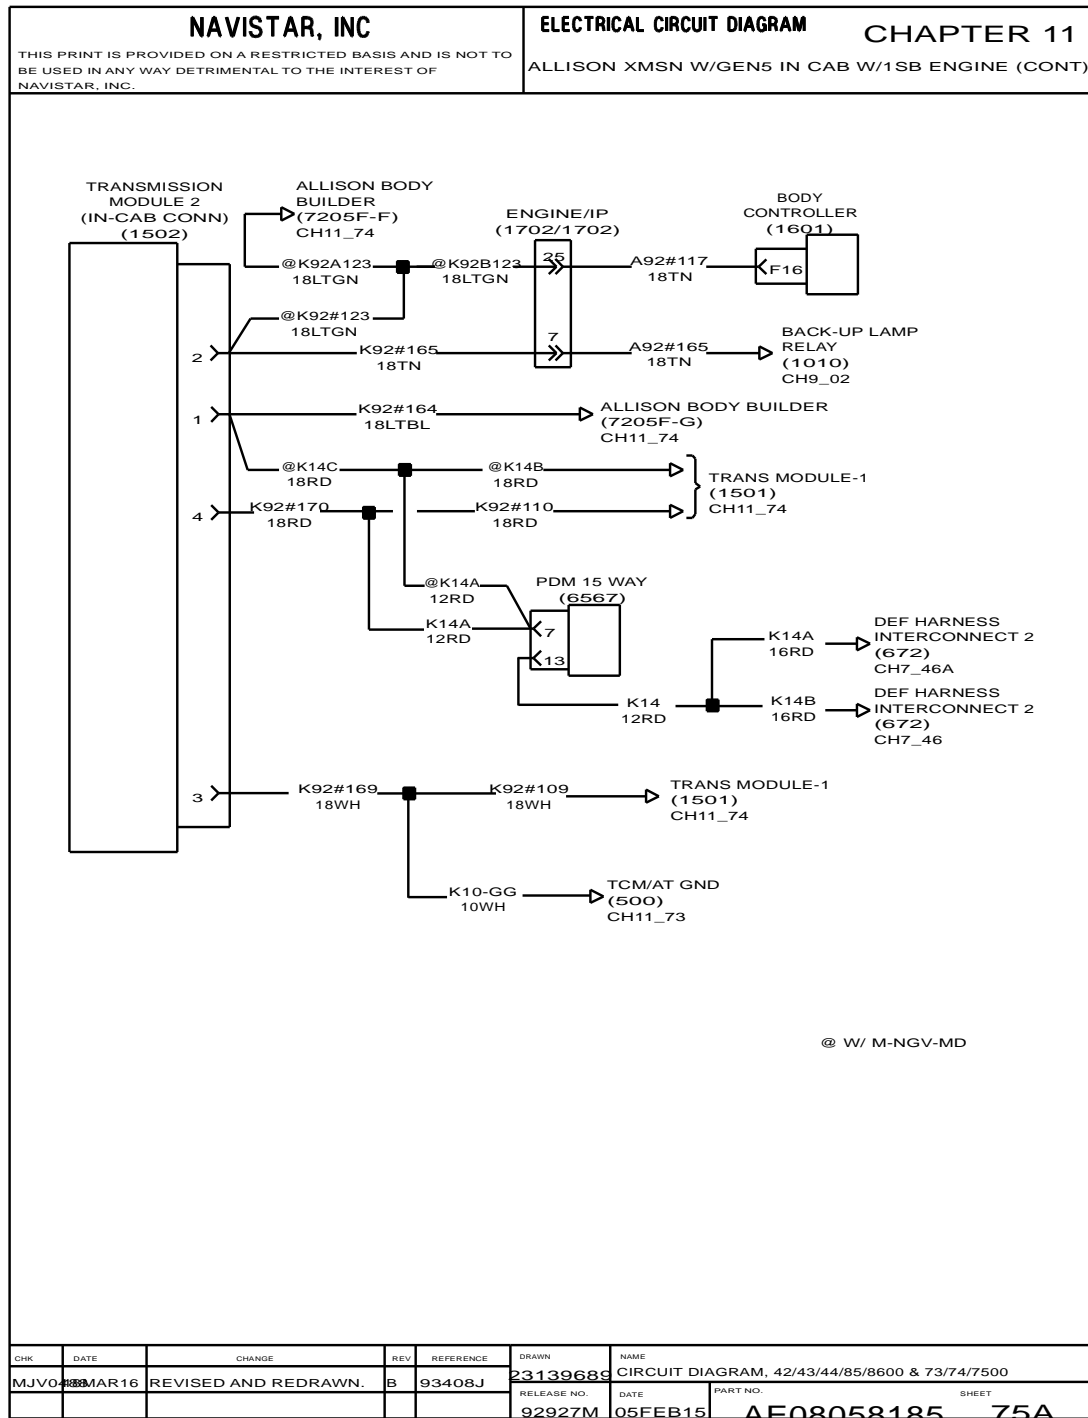 NAVISTAR, INC
THIS PRINT IS PROVIDED ON A RESTRICTED BASIS AND IS NOT TO
BE USED IN ANY WAY DETRIMENTAL TO THE INTEREST OF
NAVISTAR, INC.
ELECTRICAL CIRCUIT DIAGRAM
CHAPTER 11
ALLISON XMSN W/GEN5 IN CAB W/1SB ENGINE (CONT)
TRANSMISSION
MODULE 2
(IN-CAB CONN)
(1502)
ALLISON BODY
BUILDER
(7205F-F)
CH11_74
ENGINE/IP
(1702/1702)
BODY
CONTROLLER
(1601)
@K92A123
18LTGN
@K92B123
18LTGN
25
A92#117
18TN
F16
@K92#123
18LTGN
2
K92#165
18TN
7
A92#165
18TN
BACK-UP LAMP
RELAY
(1010)
CH9_02
1
K92#164
18LTBL
ALLISON BODY BUILDER
(7205F-G)
CH11_74
@K14C
18RD
@K14B
18RD
TRANS MODULE-1
(1501)
CH11_74
4
K92#170
18RD
K92#110
18RD
@K14A
12RD
PDM 15 WAY
(6567)
K14A
12RD
7
13
K14
12RD
K14A
16RD
DEF HARNESS
INTERCONNECT 2
(672)
CH7_46A
K14B
16RD
DEF HARNESS
INTERCONNECT 2
(672)
CH7_46
3
K92#169
18WH
K92#109
18WH
TRANS MODULE-1
(1501)
CH11_74
K10-GG
10WH
TCM/AT GND
(500)
CH11_73
@ W/ M-NGV-MD
CHK DATE CHANGE REV REFERENCE
REVISED AND REDRAWN. B 93408J
DRAWN
23139689
NAME
CIRCUIT DIAGRAM, 42/43/44/85/8600 & 73/74/7500
RELEASE NO.
92927M
DATE
05FEB15
PART NO.
AE08058185
SHEET
75A